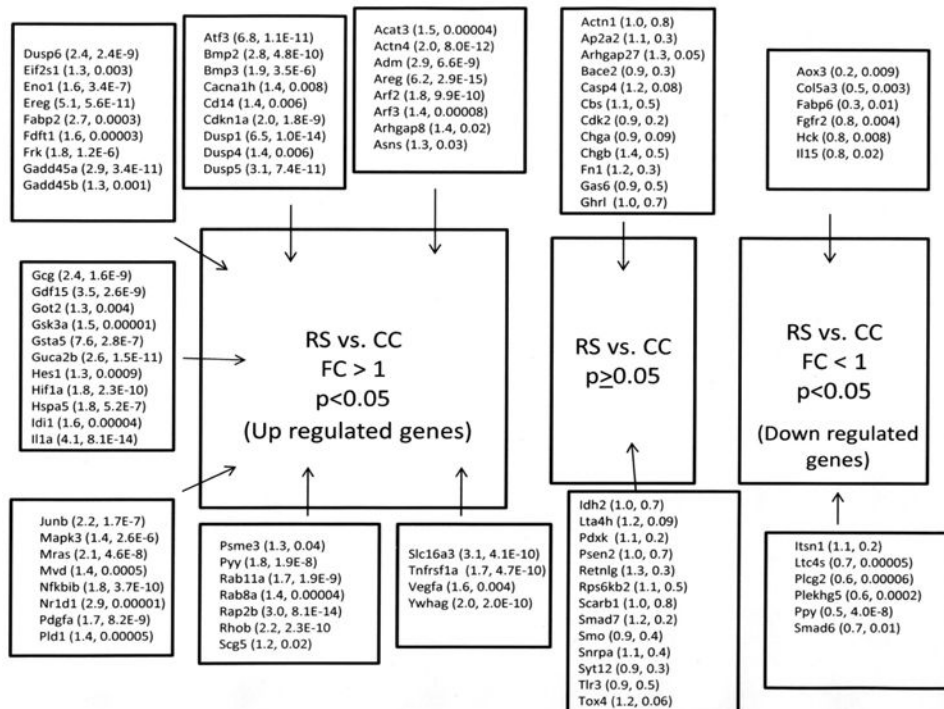 Dusp6 (2.4, 2.4E-9)
Eif2s1 (1.3, 0.003)
Eno1 (1.6, 3.4E-7)
Ereg (5.1, 5.6E-11)
Fabp2 (2.7, 0.0003)
Fdft1 (1.6, 0.00003)
Frk (1.8, 1.2E-6)
Gadd45a (2.9, 3.4E-11)
Gadd45b (1.3, 0.001)
Atf3 (6.8, 1.1E-11)
Bmp2 (2.8, 4.8E-10)
Bmp3 (1.9, 3.5E-6)
Cacna1h (1.4, 0.008)
Cd14 (1.4, 0.006)
Cdkn1a (2.0, 1.8E-9)
Dusp1 (6.5, 1.0E-14)
Dusp4 (1.4, 0.006)
Dusp5 (3.1, 7.4E-11)
Acat3 (1.5, 0.00004)
Actn4 (2.0, 8.0E-12)
Adm (2.9, 6.6E-9)
Areg (6.2, 2.9E-15)
Arf2 (1.8, 9.9E-10)
Arf3 (1.4, 0.00008)
Arhgap8 (1.4, 0.02)
Asns (1.3, 0.03)
Actn1 (1.0, 0.8)
Ap2a2 (1.1, 0.3)
Arhgap27 (1.3, 0.05)
Bace2 (0.9, 0.3)
Casp4 (1.2, 0.08)
Cbs (1.1, 0.5)
Cdk2 (0.9, 0.2)
Chga (0.9, 0.09)
Chgb (1.4, 0.5)
Fn1 (1.2, 0.3)
Gas6 (0.9, 0.5)
Ghrl (1.0, 0.7)
Aox3 (0.2, 0.009)
Col5a3 (0.5, 0.003)
Fabp6 (0.3, 0.01)
Fgfr2 (0.8, 0.004)
Hck (0.8, 0.008)
Il15 (0.8, 0.02)
Gcg (2.4, 1.6E-9)
Gdf15 (3.5, 2.6E-9)
Got2 (1.3, 0.004)
Gsk3a (1.5, 0.00001)
Gsta5 (7.6, 2.8E-7)
Guca2b (2.6, 1.5E-11)
Hes1 (1.3, 0.0009)
Hif1a (1.8, 2.3E-10)
Hspa5 (1.8, 5.2E-7)
Idi1 (1.6, 0.00004)
Il1a (4.1, 8.1E-14)
RS vs. CC
FC > 1
p<0.05
(Up regulated genes)
RS vs. CC
p≥0.05
RS vs. CC
FC < 1
p<0.05
(Down regulated
genes)
Junb (2.2, 1.7E-7)
Mapk3 (1.4, 2.6E-6)
Mras (2.1, 4.6E-8)
Mvd (1.4, 0.0005)
Nfkbib (1.8, 3.7E-10)
Nr1d1 (2.9, 0.00001)
Pdgfa (1.7, 8.2E-9)
Pld1 (1.4, 0.00005)
Psme3 (1.3, 0.04)
Pyy (1.8, 1.9E-8)
Rab11a (1.7, 1.9E-9)
Rab8a (1.4, 0.00004)
Rap2b (3.0, 8.1E-14)
Rhob (2.2, 2.3E-10
Scg5 (1.2, 0.02)
Slc16a3 (3.1, 4.1E-10)
Tnfrsf1a (1.7, 4.7E-10)
Vegfa (1.6, 0.004)
Ywhag (2.0, 2.0E-10)
Idh2 (1.0, 0.7)
Lta4h (1.2, 0.09)
Pdxk (1.1, 0.2)
Psen2 (1.0, 0.7)
Retnlg (1.3, 0.3)
Rps6kb2 (1.1, 0.5)
Scarb1 (1.0, 0.8)
Smad7 (1.2, 0.2)
Smo (0.9, 0.4)
Snrpa (1.1, 0.4)
Syt12 (0.9, 0.3)
Tlr3 (0.9, 0.5)
Tox4 (1.2, 0.06)
Itsn1 (1.1, 0.2)
Ltc4s (0.7, 0.00005)
Plcg2 (0.6, 0.00006)
Plekhg5 (0.6, 0.0002)
Ppy (0.5, 4.0E-8)
Smad6 (0.7, 0.01)